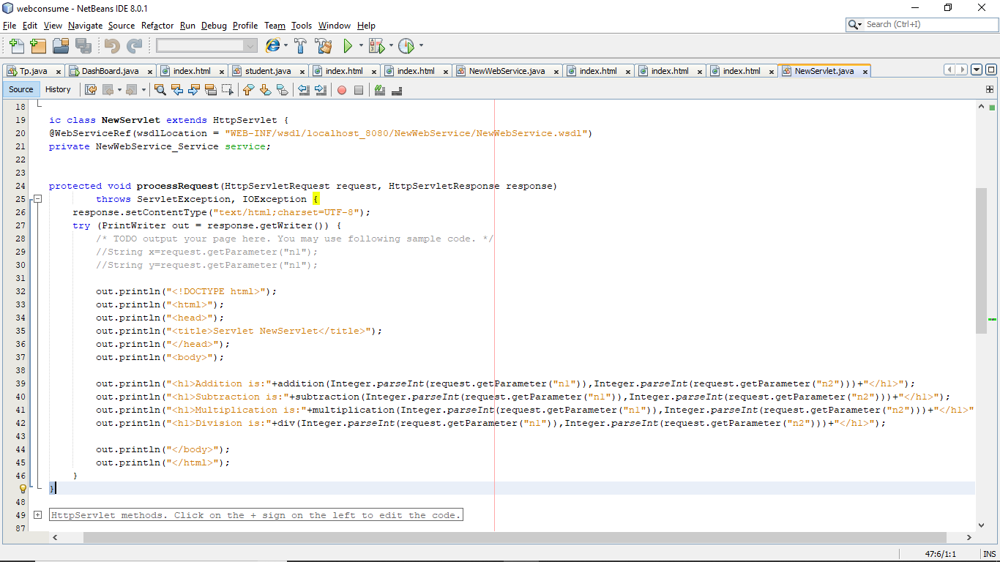 webconsume - NetBeans IDE 8.0.1
File Edit View Navigate Source Refactor Run Debug Profile Team Tools Window Help
Search (Ctrl+I)
Tp.java DashBoard.java index.html student.java index.html index.html NewWebService.java index.html index.html index.html NewServlet.java
Source History
18
19 ic class NewServlet extends HttpServlet {
20 @WebServiceRef(wsdlLocation = "WEB-INF/wsdl/localhost_8080/NewWebService/NewWebService.wsdl")
21 private NewWebService_Service service;
22
23
24 protected void processRequest(HttpServletRequest request, HttpServletResponse response)
25 throws ServletException, IOException {
26 response.setContentType("text/html;charset=UTF-8");
27 try (PrintWriter out = response.getWriter()) {
28 /* TODO output your page here. You may use following sample code. */
29 //String x=request.getParameter("n1");
30 //String y=request.getParameter("n1");
31
32 out.println("<!DOCTYPE html>");
33 out.println("<html>");
34 out.println("<head>");
35 out.println("<title>Servlet NewServlet</title>");
36 out.println("</head>");
37 out.println("<body>");
38
39 out.println("<h1>Addition is:"+addition(Integer.parseInt(request.getParameter("n1")),Integer.parseInt(request.getParameter("n2")))+"</h1>");
40 out.println("<h1>Subtraction is:"+subtraction(Integer.parseInt(request.getParameter("n1")),Integer.parseInt(request.getParameter("n2")))+"</h1>");
41 out.println("<h1>Multiplication is:"+multiplication(Integer.parseInt(request.getParameter("n1")),Integer.parseInt(request.getParameter("n2")))+"</h1>"
42 out.println("<h1>Division is:"+div(Integer.parseInt(request.getParameter("n1")),Integer.parseInt(request.getParameter("n2")))+"</h1>");
43
44 out.println("</body>");
45 out.println("</html>");
46 }
}
48
49 HttpServlet methods. Click on the + sign on the left to edit the code.
87
47:6/1:1 INS